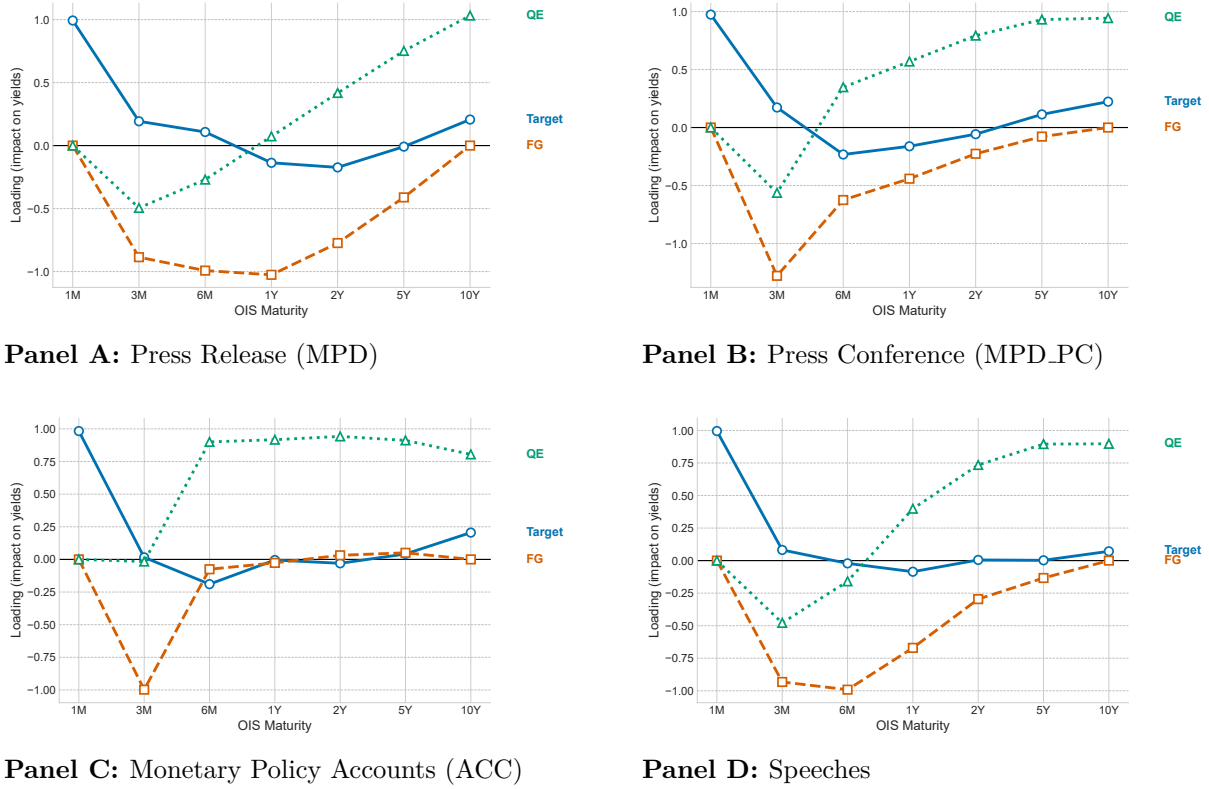 1.0
0.5
0.0
−0.5
−1.0
Loading (impact on yields)
1M 3M 6M 1Y 2Y 5Y 10Y
OIS Maturity
QE
Target
FG
Panel A: Press Release (MPD)
1.0
0.5
0.0
−0.5
−1.0
Loading (impact on yields)
1M 3M 6M 1Y 2Y 5Y 10Y
OIS Maturity
QE
Target
FG
Panel B: Press Conference (MPD_PC)
1.00
0.75
0.50
0.25
0.00
−0.25
−0.50
−0.75
−1.00
Loading (impact on yields)
1M 3M 6M 1Y 2Y 5Y 10Y
OIS Maturity
QE
Target
FG
Panel C: Monetary Policy Accounts (ACC)
1.00
0.75
0.50
0.25
0.00
−0.25
−0.50
−0.75
−1.00
Loading (impact on yields)
1M 3M 6M 1Y 2Y 5Y 10Y
OIS Maturity
QE
Target
FG
Panel D: Speeches